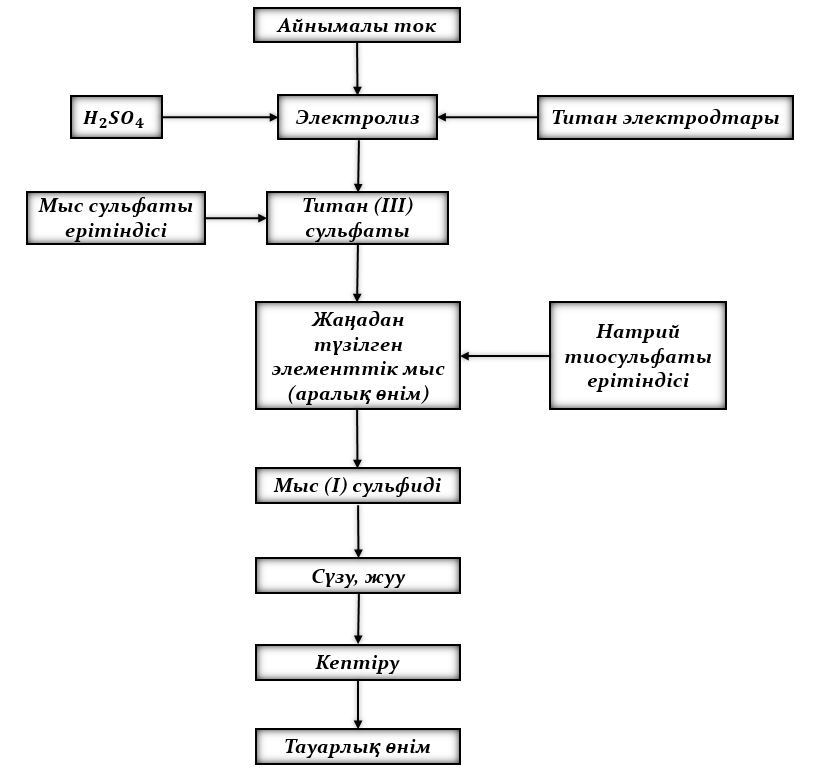 Айнымалы ток
H₂SO₄
Электролиз
Титан электродтары
Мыс сульфаты
ерітіндісі
Титан (III)
сульфаты
Жаңадан
түзілген
элементтік мыс
(аралық өнім)
Натрий
тиосульфаты
ерітіндісі
Мыс (I) сульфиді
Сүзу, жуу
Кептіру
Тауарлық өнім